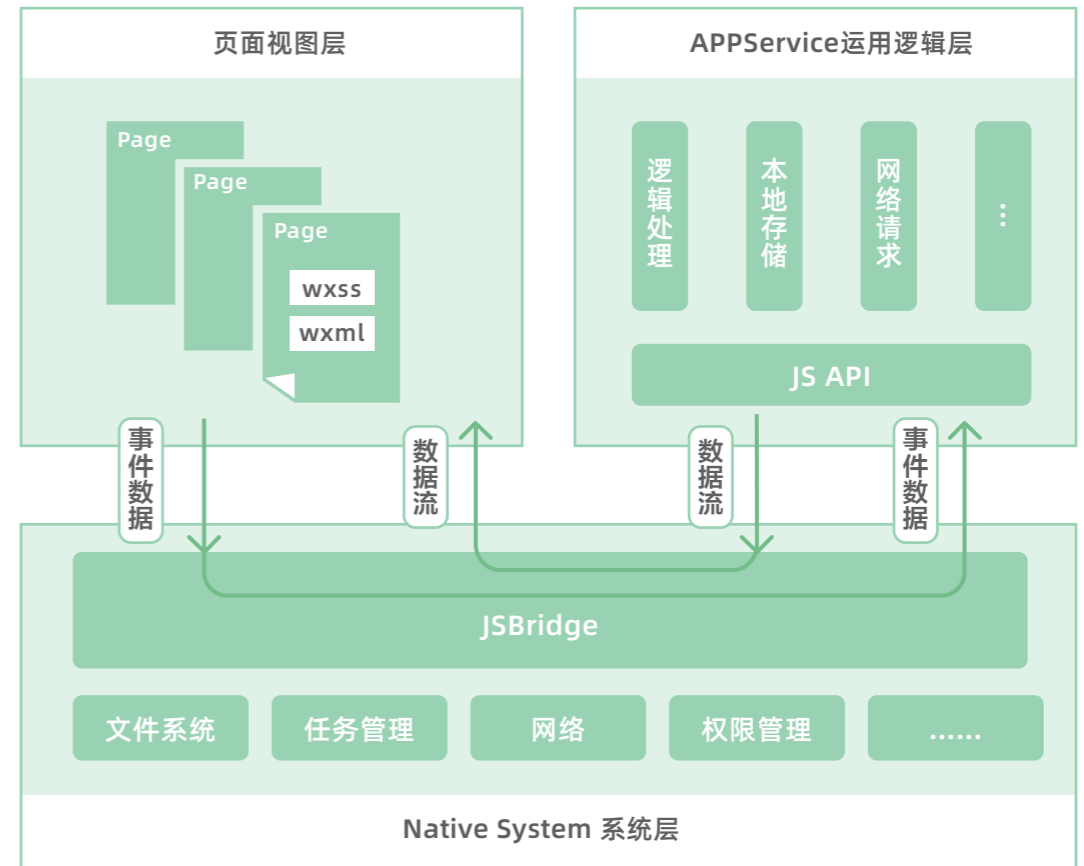 页面视图层
Page
Page
Page
wxss
wxml
APPService运用逻辑层
逻辑处理
本地存储
网络请求
...
JS API
事件数据
数据流
数据流
事件数据
JSBridge
文件系统
任务管理
网络
权限管理
......
Native System 系统层